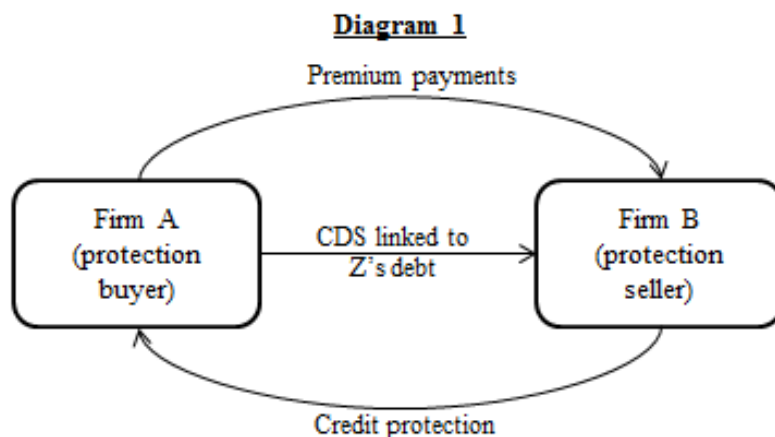 Diagram 1
Premium payments
Firm A
(protection
buyer)
CDS linked to
Z's debt
Firm B
(protection
seller)
Credit protection